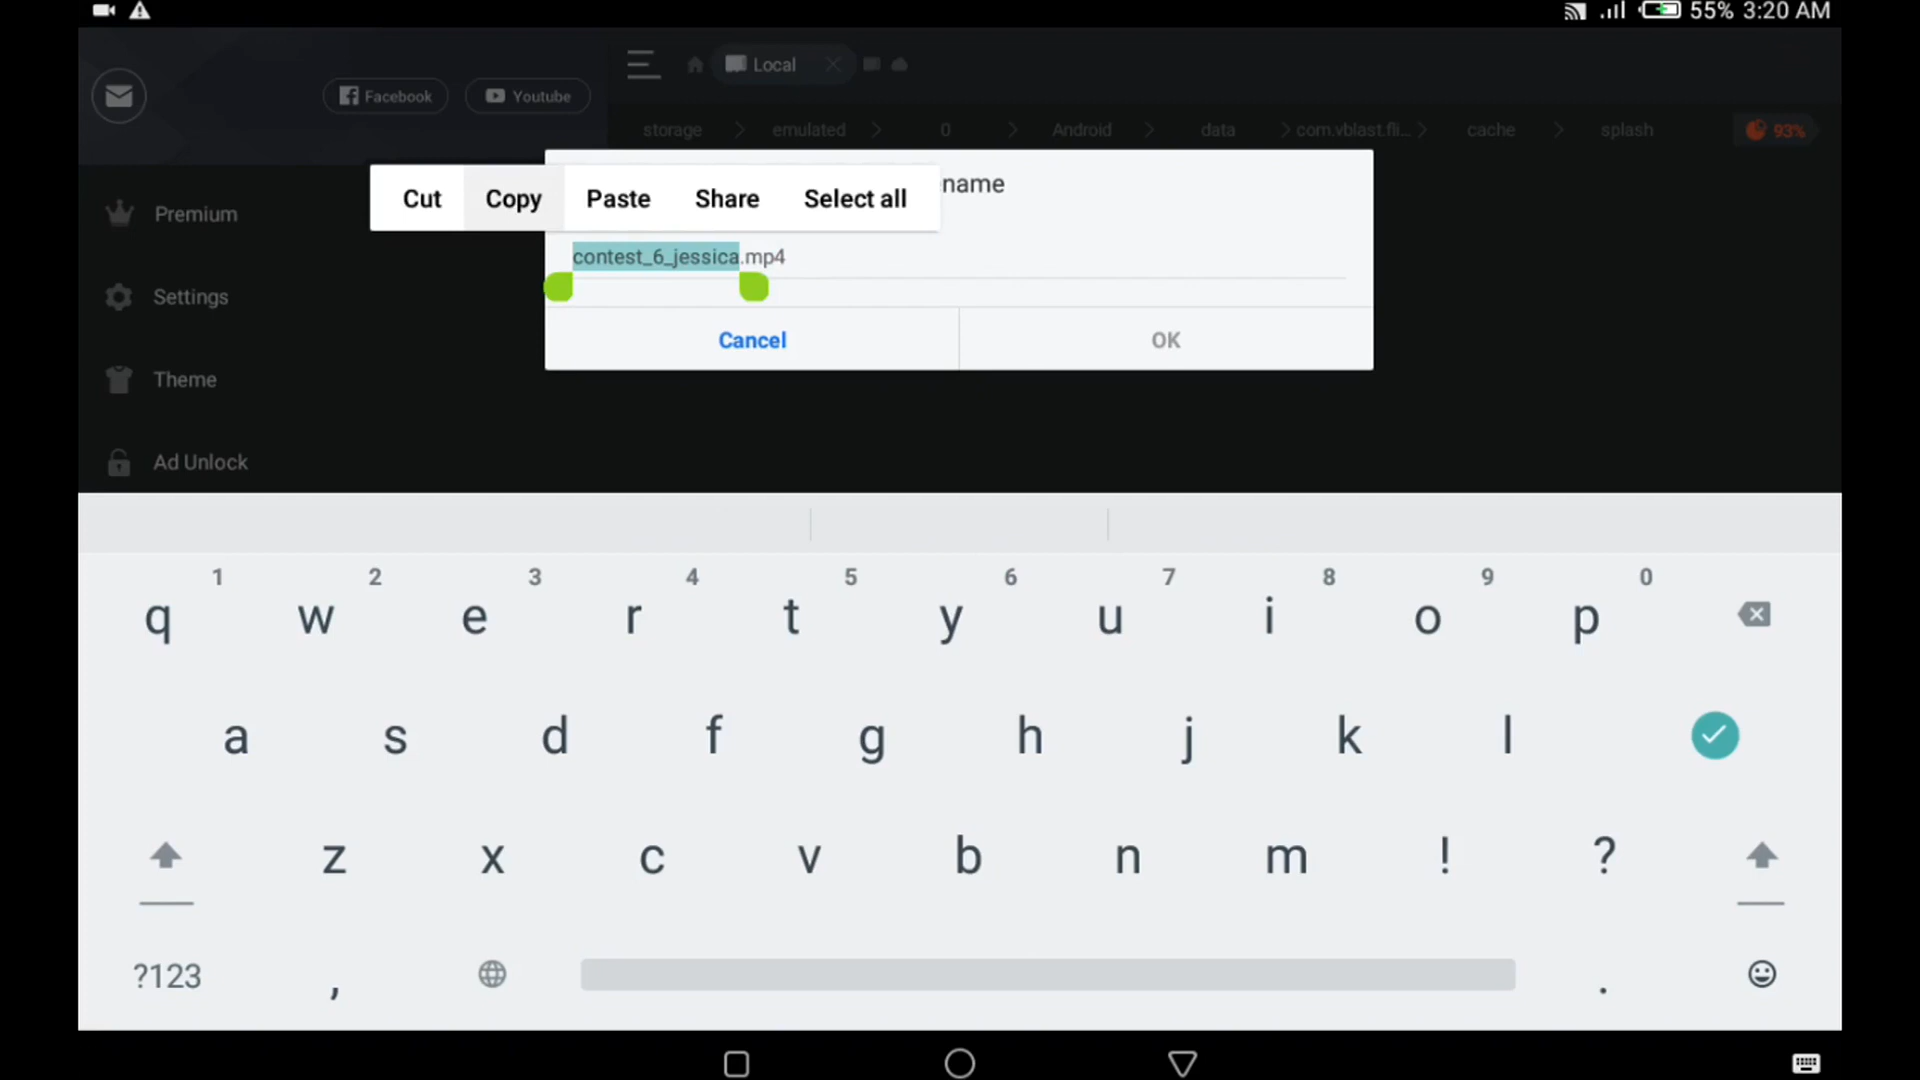 55% 3:20 AM
Facebook Youtube
Local
storage emulated 0 Android data com.vblast.fli... cache splash 93%
name
Cut Copy Paste Share Select all
Premium
contest_6_jessica.mp4
Settings
Cancel OK
Theme
Ad Unlock
1 2 3 4 5 6 7 8 9 0
q w e r t y u i o p
a s d f g h j k l
z x c v b n m ! ?
?123 , .